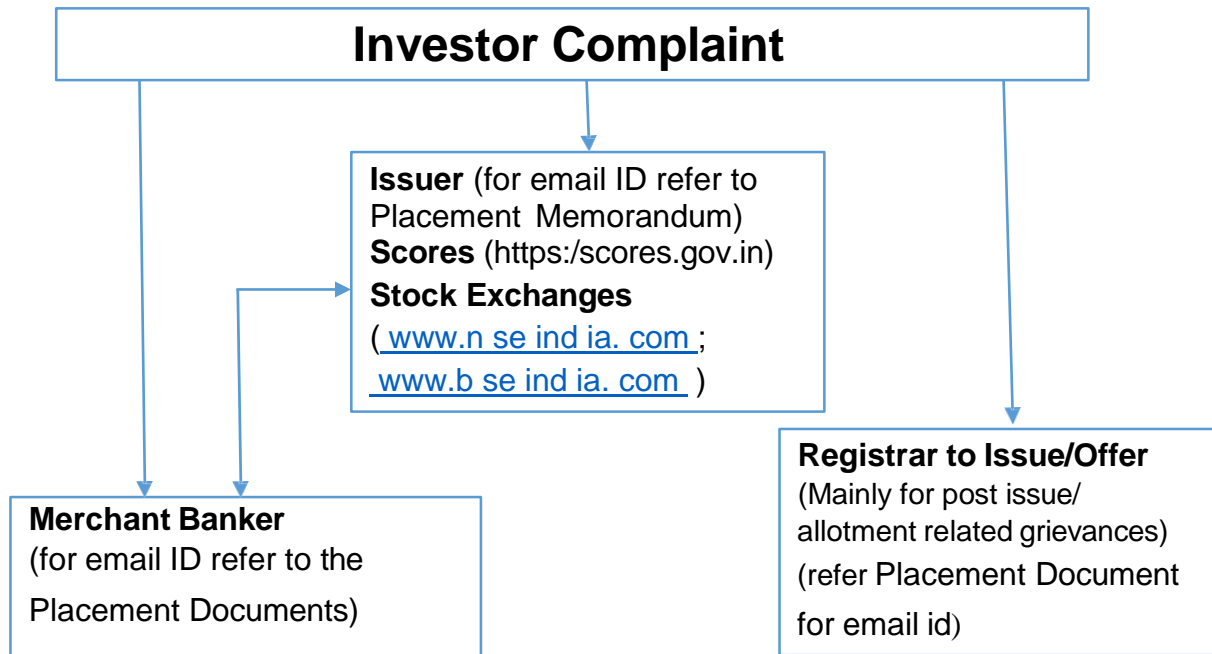 Investor Complaint
Issuer (for email ID refer to
Placement Memorandum)
Scores (https:/scores.gov.in)
Stock Exchanges
( www.n se ind ia. com ;
www.b se ind ia. com )
Merchant Banker
(for email ID refer to the
Placement Documents)
Registrar to Issue/Offer
(Mainly for post issue/
allotment related grievances)
(refer Placement Document
for email id)